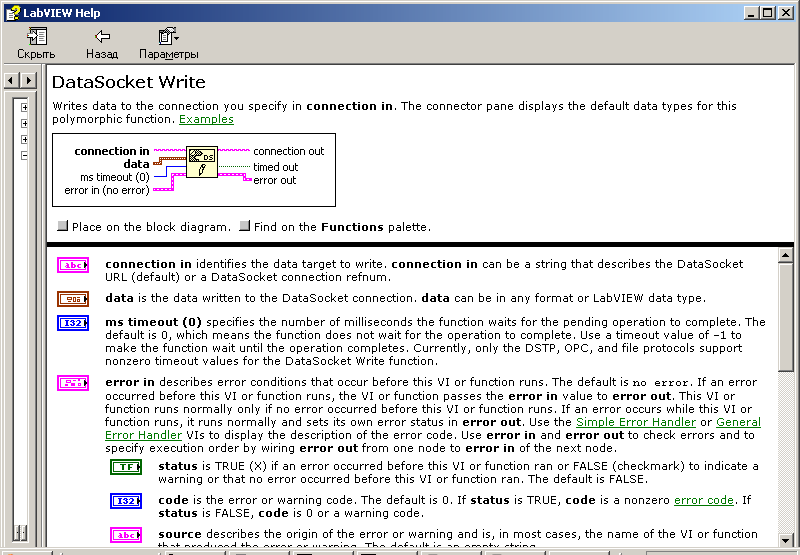 LabVIEW Help
Скрыть Назад Параметры
DataSocket Write
Writes data to the connection you specify in connection in. The connector pane displays the default data types for this
polymorphic function. Examples
connection in connection out
data timed out
ms timeout (0) error out
error in (no error)
DS
Place on the block diagram. Find on the Functions palette.
abc connection in identifies the data target to write. connection in can be a string that describes the DataSocket
URL (default) or a DataSocket connection refnum.
data is the data written to the DataSocket connection. data can be in any format or LabVIEW data type.
I32 ms timeout (0) specifies the number of milliseconds the function waits for the pending operation to complete. The
default is 0, which means the function does not wait for the operation to complete. Use a timeout value of –1 to
make the function wait until the operation completes. Currently, only the DSTP, OPC, and file protocols support
nonzero timeout values for the DataSocket Write function.
error in describes error conditions that occur before this VI or function runs. The default is no error. If an error
occurred before this VI or function runs, the VI or function passes the error in value to error out. This VI or
function runs normally only if no error occurred before this VI or function runs. If an error occurs while this VI or
function runs, it runs normally and sets its own error status in error out. Use the Simple Error Handler or General
Error Handler VIs to display the description of the error code. Use error in and error out to check errors and to
specify execution order by wiring error out from one node to error in of the next node.
TF status is TRUE (X) if an error occurred before this VI or function ran or FALSE (checkmark) to indicate a
warning or that no error occurred before this VI or function ran. The default is FALSE.
I32 code is the error or warning code. The default is 0. If status is TRUE, code is a nonzero error code. If
status is FALSE, code is 0 or a warning code.
abc source describes the origin of the error or warning and is, in most cases, the name of the VI or function
that produced the error or warning. The default is an empty string.